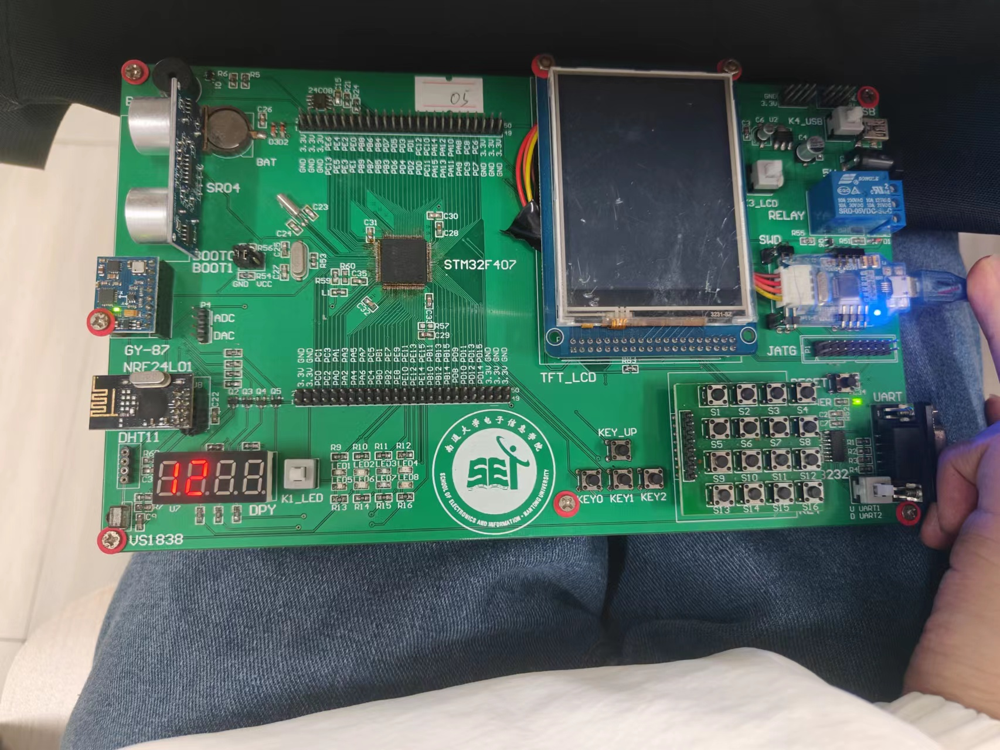 R6
R5
24C08
C15
R21
R24
05
C26
D3D2
BAT
SR04
50
49
3.3V 3.3V 3.3V PE6 PE4 PE2 PE0 PB8 PB6 PB4 PD7 PD5 PD3 PD1 PC12 PC10 PA14 PA12 PA10 PA8 PC8 PC6 3.3V 3.3V
GND GND GND PC13 PE5 PE3 PE1 PB9 PB7 PB5 PB3 PD6 PD4 PD2 PD0 PC11 PA15 PA13 PA11 PA9 PC9 PC7 GND GND GND
GND
3.3V
K4_USB
C6
U2
C4
K3_LCD
SONGLE
10A 250VAC 10A 125VAC
10A 30VDC 10A 28VDC
SRD-05VDC-SL-C
RELAY
R55
R51
SWD
C23
C24
C31
C30
C28
BOOT0
BOOT1
R56
C25
C27
R53
R54
GND VCC
R60
R59
C35
L1
C32
STM32F407
R57
C29
3231-SZ
P4
ADC
DAC
JATG
P1
GY-87
NRF24L01
TFT_LCD
3.3V PC0 PC2 PA0 PA2 PA4 PA6 PC4 PB0 PB2 PE8 PE10 PE12 PE14 PB10 PB12 PB14 PD8 PD10 PD12 PD14 3.3V 3.3V
GND GND PC1 PC3 PA1 PA3 PA5 PA7 PC5 PB1 PE7 PE9 PE11 PE13 PE15 PB11 PB13 PB15 PD9 PD11 PD13 PD15 GND GND
50
49
Q2 Q3 Q4 Q5
C22
DHT11
RESET
UART
S1 S2 S3 S4
S5 S6 S7 S8
S9 S10 S11 S12
S13 S14 S15 S16
R1
R2
R3
R4
3232
KEY_UP
KEY0 KEY1 KEY2
12
U7
DPY
K1_LED
R9 R10 R11 R12
LED1 LED2 LED3 LED4
LED5 LED6 LED7 LED8
R13 R14 R15 R16
南通大学电子信息学院
SEI
SCHOOL OF ELECTRONICS AND INFORMATION · NANTONG UNIVERSITY
U UART1
D UART2
VS1838